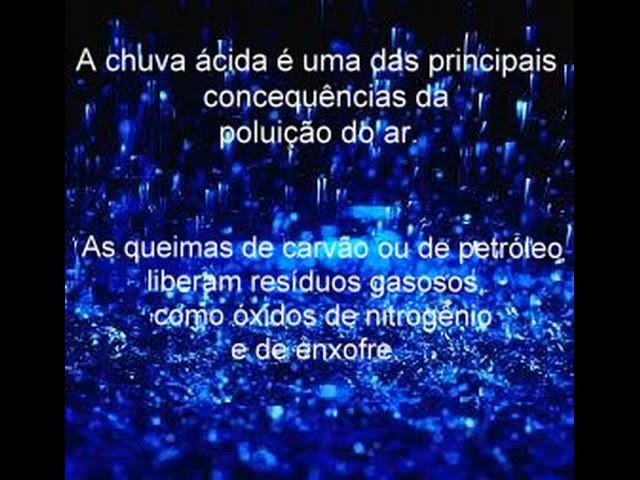 A chuva ácida é uma das principais
concequências da
poluição do ar.
As queimas de carvão ou de petróleo
liberam resíduos gasosos,
como óxidos de nitrogênio
e de enxofre.